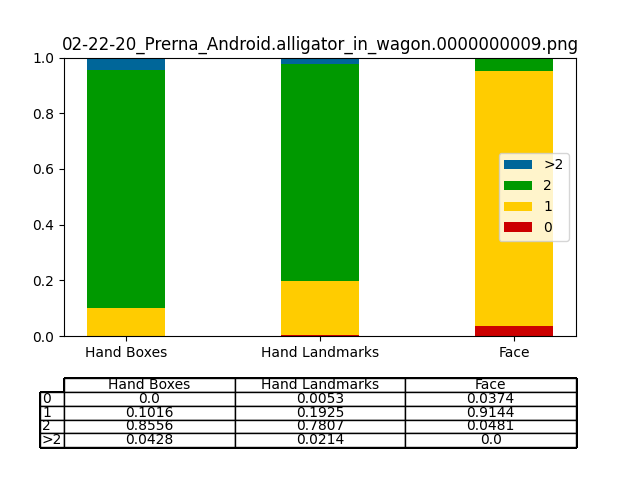 02-22-20_Prerna_Android.alligator_in_wagon.0000000009.png
1.0
0.8
0.6
0.4
0.2
0.0
>2
2
1
0
Hand Boxes Hand Landmarks Face
Hand Boxes Hand Landmarks Face
0 0.0 0.0053 0.0374
1 0.1016 0.1925 0.9144
2 0.8556 0.7807 0.0481
>2 0.0428 0.0214 0.0